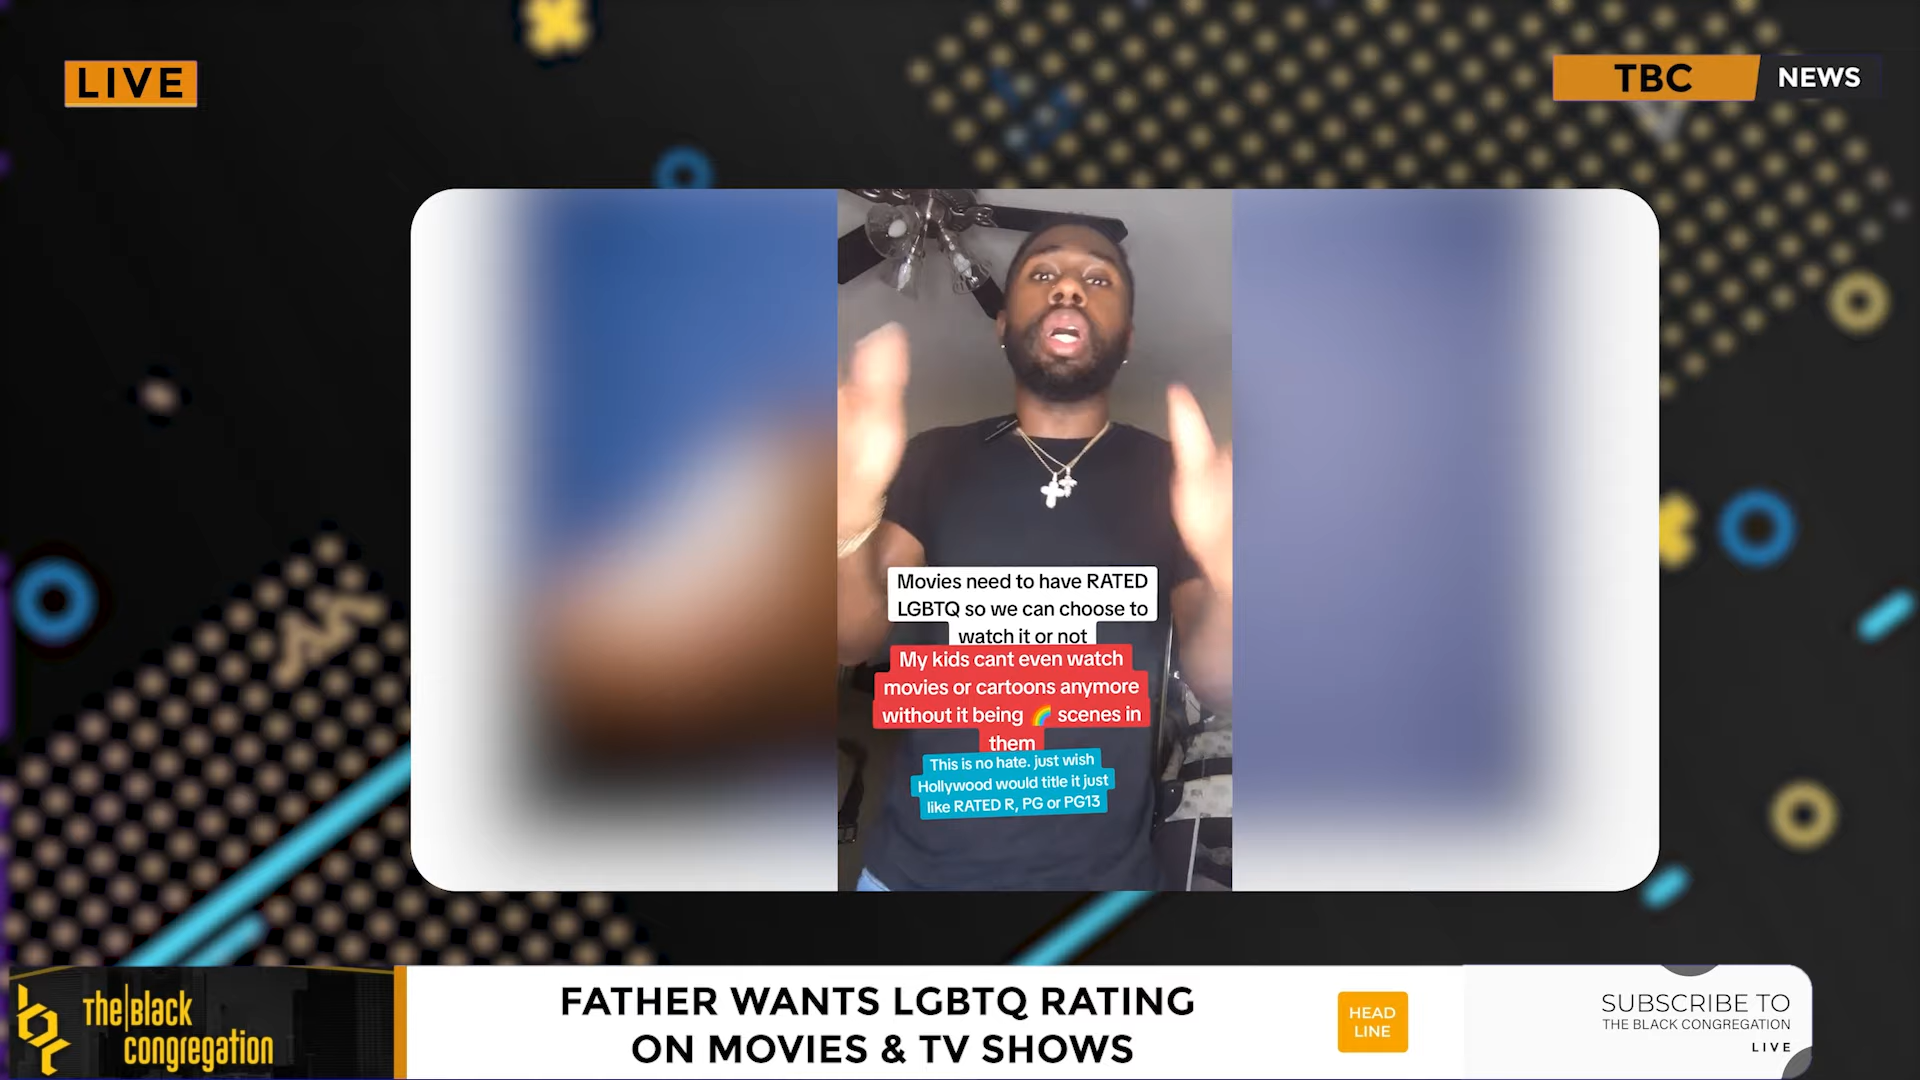 LIVE
TBC NEWS
Movies need to have RATED
LGBTQ so we can choose to
watch it or not
My kids cant even watch
movies or cartoons anymore
without it being 🌈 scenes in
them
This is no hate. just wish
Hollywood would title it just
like RATED R, PG or PG13
the|Black
congregation
FATHER WANTS LGBTQ RATING
ON MOVIES & TV SHOWS
HEAD
LINE
SUBSCRIBE TO
THE BLACK CONGREGATION
LIVE